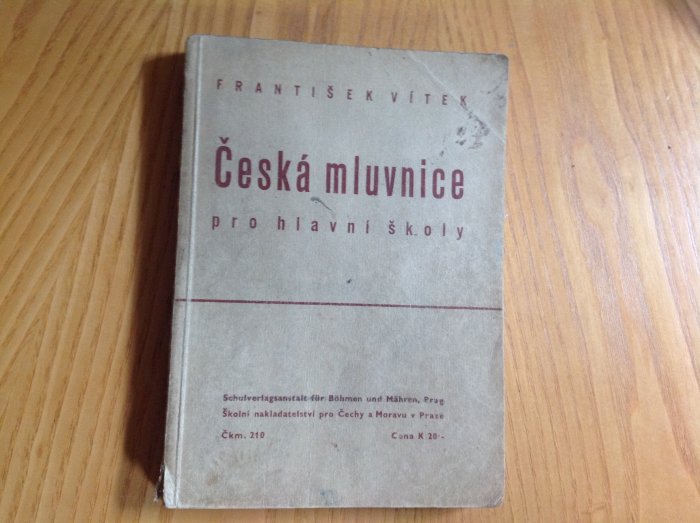 FRANTIŠEK VÍTEK
Česká mluvnice
pro hlavní školy
Schulverlagsanstalt für Böhmen und Mähren, Prag
Školní nakladatelství pro Čechy a Moravu v Praze
Čkm. 210 Cena K 20·-